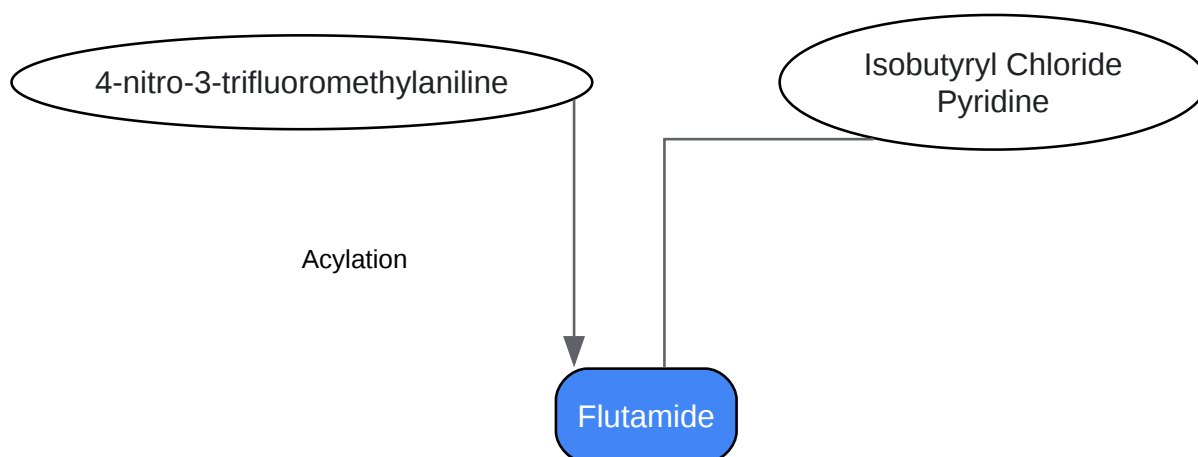 4-nitro-3-trifluoromethylaniline
Isobutyryl Chloride
Pyridine
Acylation
Flutamide